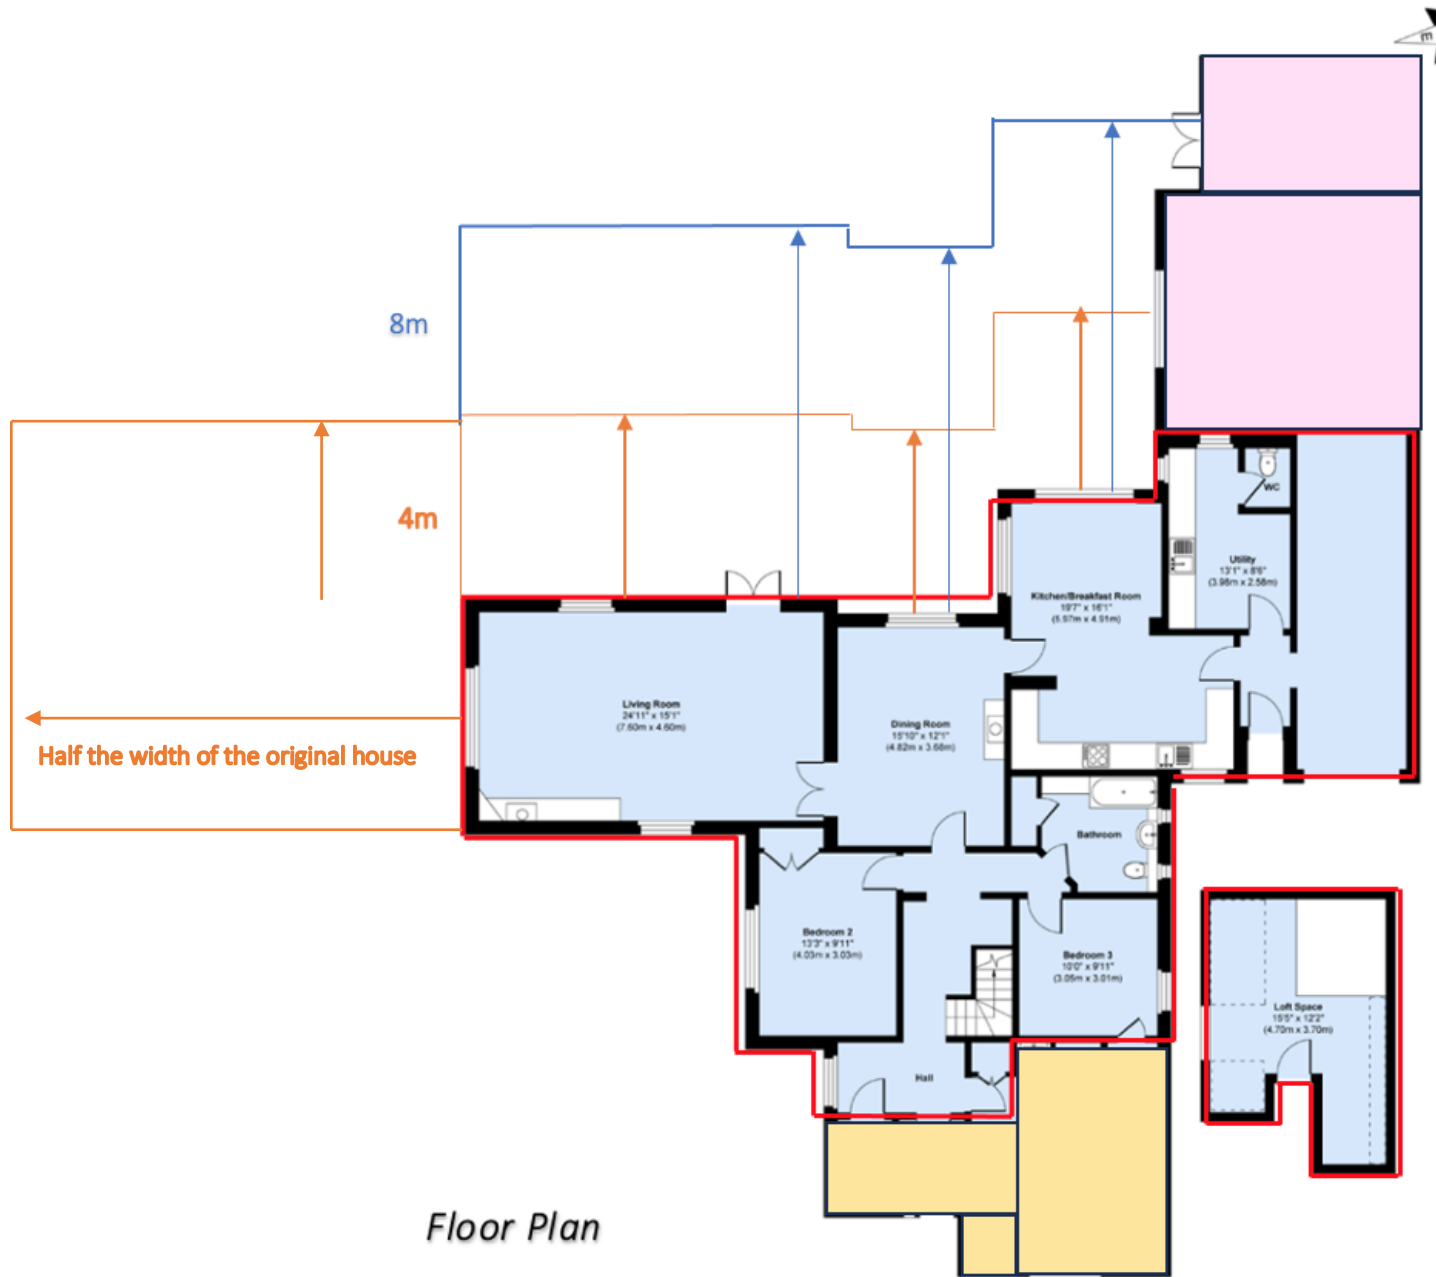 E
8m
4m
WC
Utility
13'1" x 8'6"
(3.98m x 2.58m)
Kitchen/Breakfast Room
19'7" x 16'1"
(5.97m x 4.91m)
Living Room
24'11" x 15'1"
(7.60m x 4.60m)
Dining Room
15'10" x 12'1"
(4.82m x 3.68m)
Half the width of the original house
Bathroom
Bedroom 2
13'3" x 9'11"
(4.03m x 3.03m)
Bedroom 3
10'0" x 9'11"
(3.05m x 3.01m)
Loft Space
15'5" x 12'2"
(4.70m x 3.70m)
Hall
Floor Plan